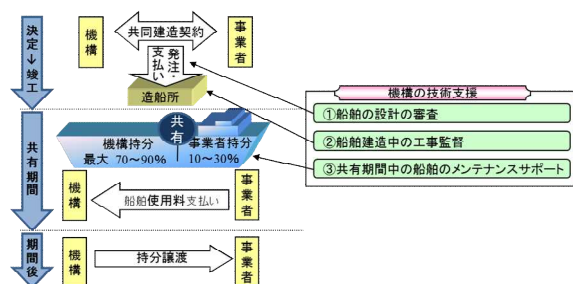 決定→竣工
機構
共同建造契約
事業者
発注・
支払い
造船所
機構の技術支援
①船舶の設計の審査
②船舶建造中の工事監督
③共有期間中の船舶のメンテナンスサポート
共有期間
共有
機構持分
最大 70～90%
事業者持分
10～30%
機構
船舶使用料支払い
事業者
期間後
機構
持分譲渡
事業者